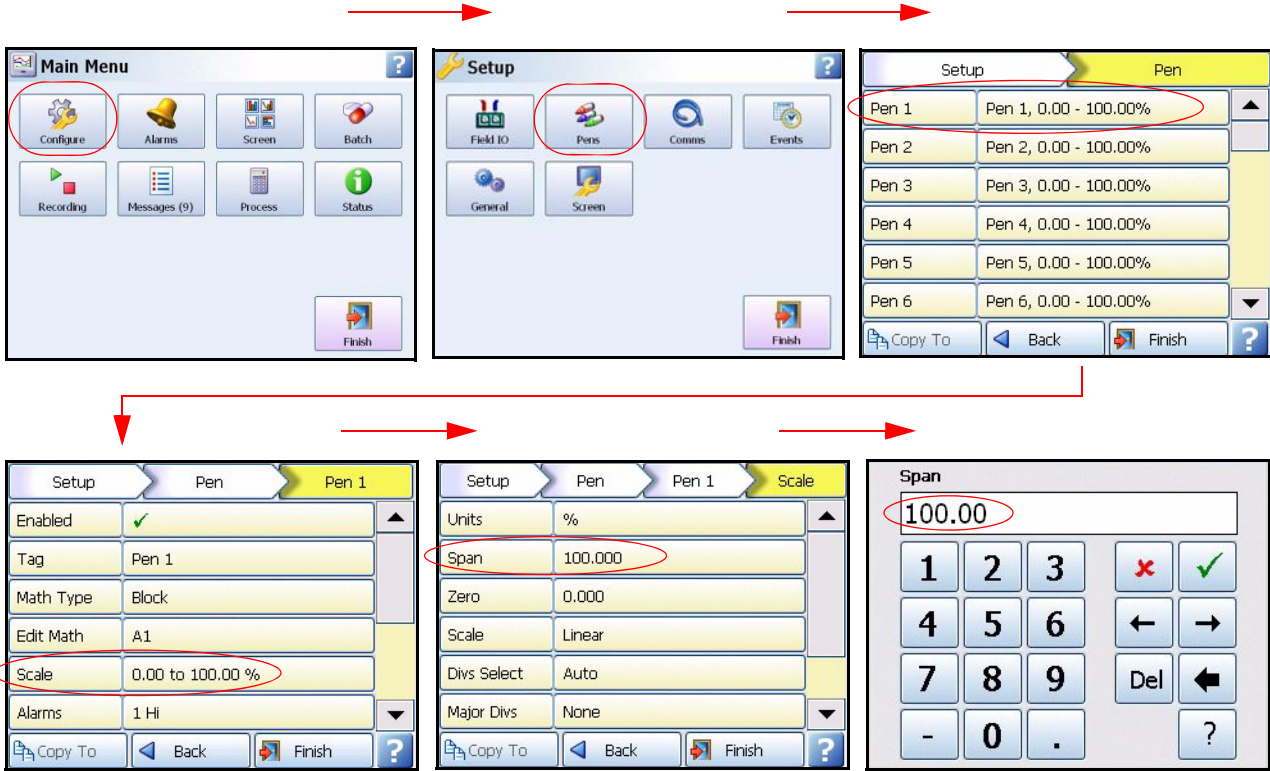 Main Menu
?
Configure
Alarms
Screen
Batch
Recording
Messages (9)
Process
Status
Finish
Setup
?
Field IO
Pens
Comms
Events
General
Screen
Finish
Setup Pen
Pen 1 Pen 1, 0.00 - 100.00%
Pen 2 Pen 2, 0.00 - 100.00%
Pen 3 Pen 3, 0.00 - 100.00%
Pen 4 Pen 4, 0.00 - 100.00%
Pen 5 Pen 5, 0.00 - 100.00%
Pen 6 Pen 6, 0.00 - 100.00%
Copy To Back Finish ?
Setup Pen Pen 1
Enabled
Tag Pen 1
Math Type Block
Edit Math A1
Scale 0.00 to 100.00 %
Alarms 1 Hi
Copy To Back Finish ?
Setup Pen Pen 1 Scale
Units %
Span 100.000
Zero 0.000
Scale Linear
Divs Select Auto
Major Divs None
Copy To Back Finish ?
Span
100.00
1 2 3
4 5 6
7 8 9 Del
- 0 . ?